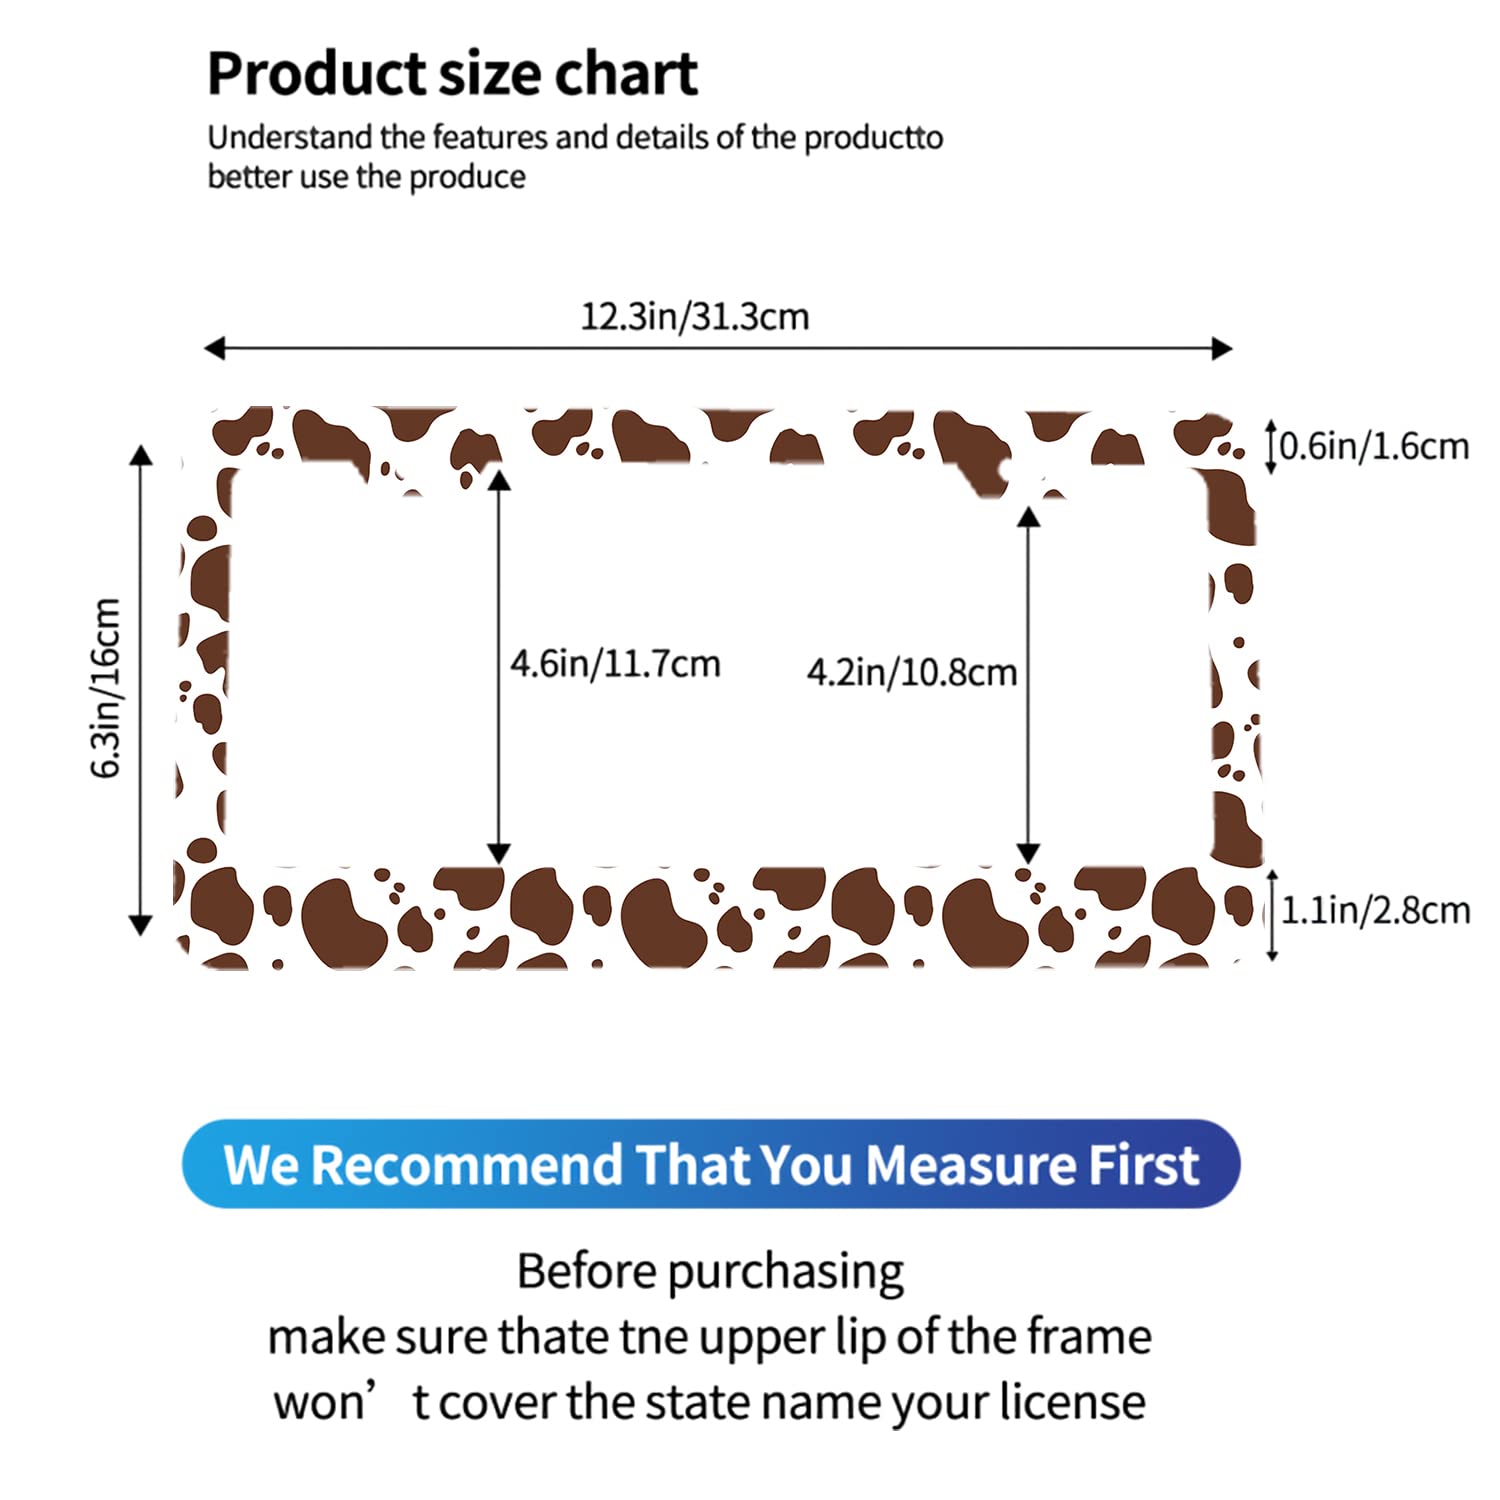 Product size chart
Understand the features and details of the productto
better use the produce
12.3in/31.3cm
0.6in/1.6cm
6.3in/16cm
4.6in/11.7cm
4.2in/10.8cm
1.1in/2.8cm
We Recommend That You Measure First
Before purchasing
make sure thate tne upper lip of the frame
won’ t cover the state name your license